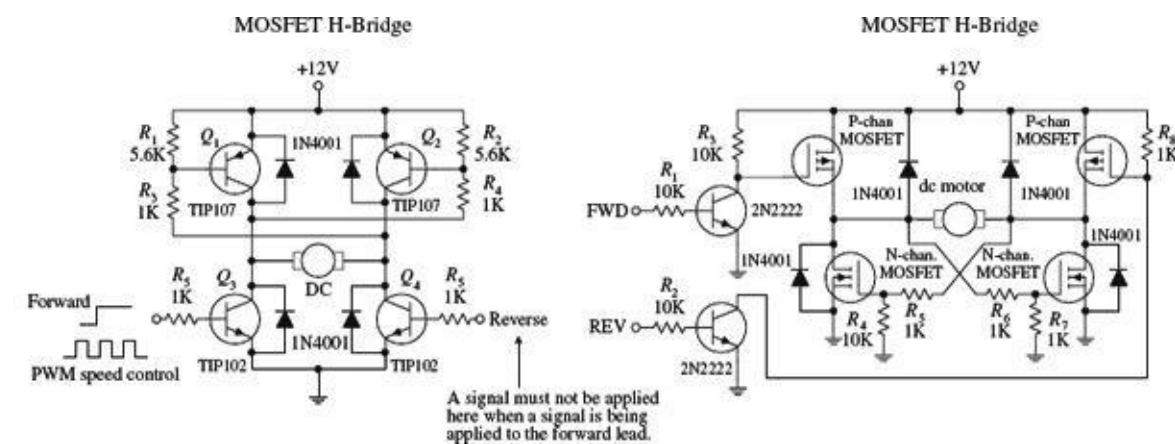 MOSFET H-Bridge
+12V
R1
5.6K
Q1
1N4001
Q2
R2
5.6K
R3
1K
TIP107
TIP107
R4
1K
DC
R5
1K
Q3
Q4
R5
1K
Forward
Reverse
PWM speed control
TIP102
1N4001
TIP102
A signal must not be applied
here when a signal is being
applied to the forward lead.
MOSFET H-Bridge
+12V
R3
10K
P-chan
MOSFET
P-chan
MOSFET
R8
1K
R1
10K
FWD
2N2222
1N4001
dc motor
1N4001
1N4001
N-chan.
MOSFET
N-chan.
MOSFET
1N4001
R2
10K
REV
2N2222
R4
10K
R5
1K
R6
1K
R7
1K